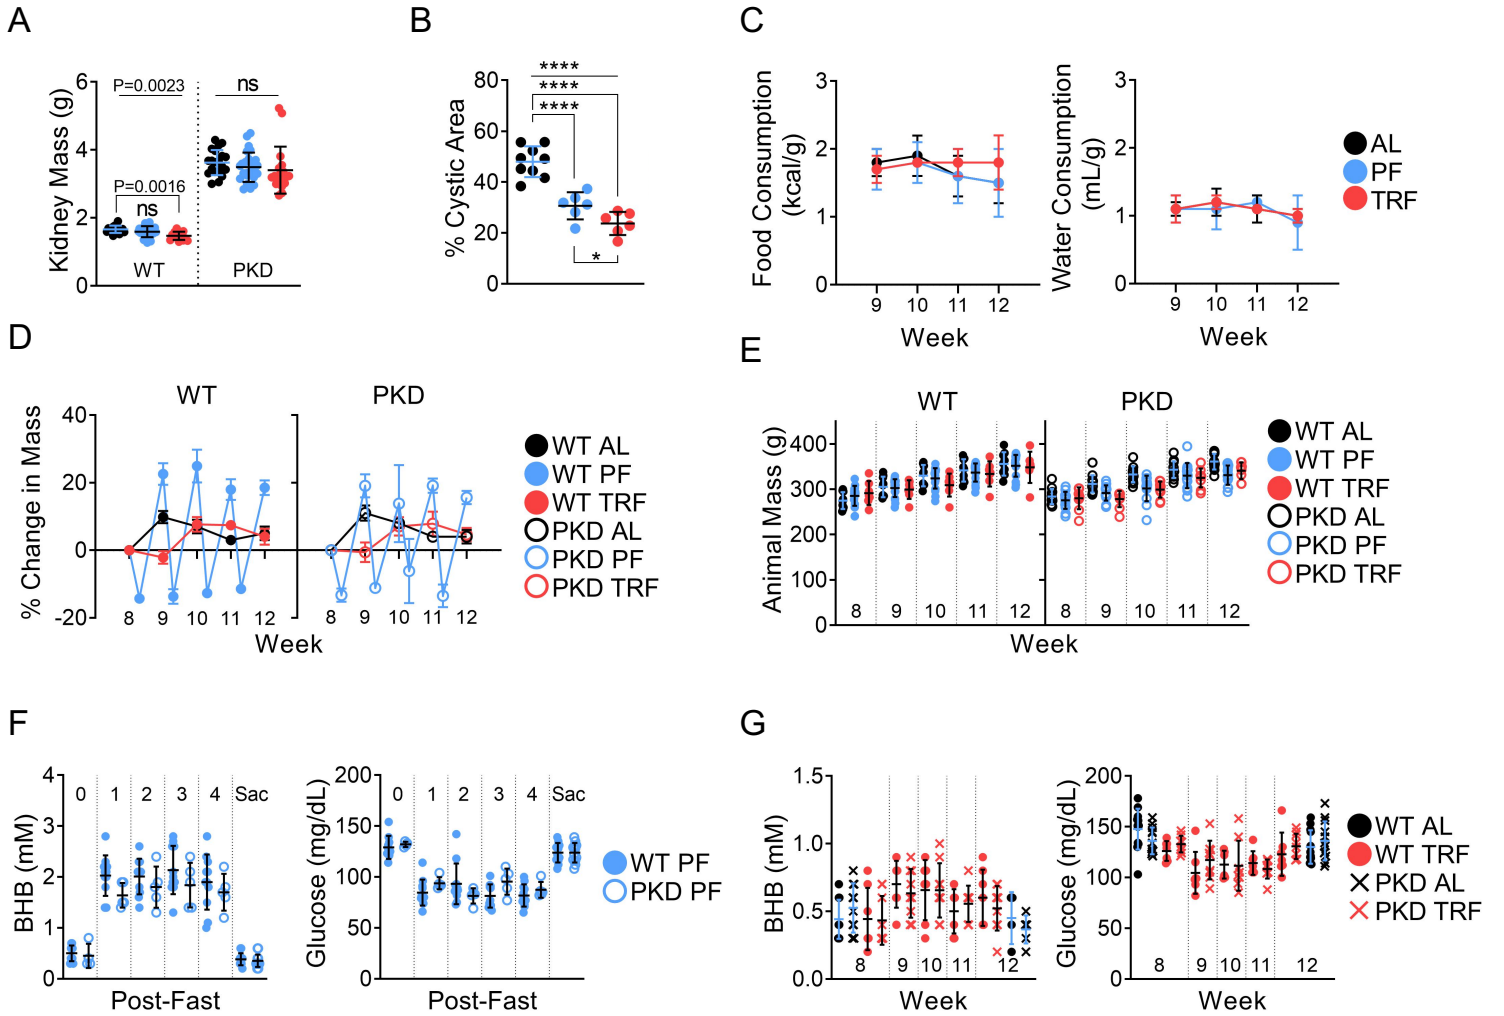 A
Kidney Mass (g)
6
4
2
0
P=0.0023
ns
P=0.0016
ns
WT
PKD
B
% Cystic Area
80
60
40
20
0
****
****
****
*
C
Food Consumption
(kcal/g)
3
2
1
0
9 10 11 12
Week
Water Consumption
(mL/g)
3
2
1
0
9 10 11 12
Week
AL
PF
TRF
D
WT
PKD
% Change in Mass
40
20
0
-20
8 9 10 11 12
8 9 10 11 12
Week
WT AL
WT PF
WT TRF
PKD AL
PKD PF
PKD TRF
E
WT
PKD
Animal Mass (g)
400
300
200
100
0
8 9 10 11 12
8 9 10 11 12
Week
WT AL
WT PF
WT TRF
PKD AL
PKD PF
PKD TRF
F
BHB (mM)
4
3
2
1
0
0 1 2 3 4 Sac
Post-Fast
Glucose (mg/dL)
200
150
100
50
0
0 1 2 3 4 Sac
Post-Fast
WT PF
PKD PF
G
BHB (mM)
1.5
1.0
0.5
0.0
8 9 10 11 12
Week
Glucose (mg/dL)
200
150
100
50
0
8 9 10 11 12
Week
WT AL
WT TRF
PKD AL
PKD TRF